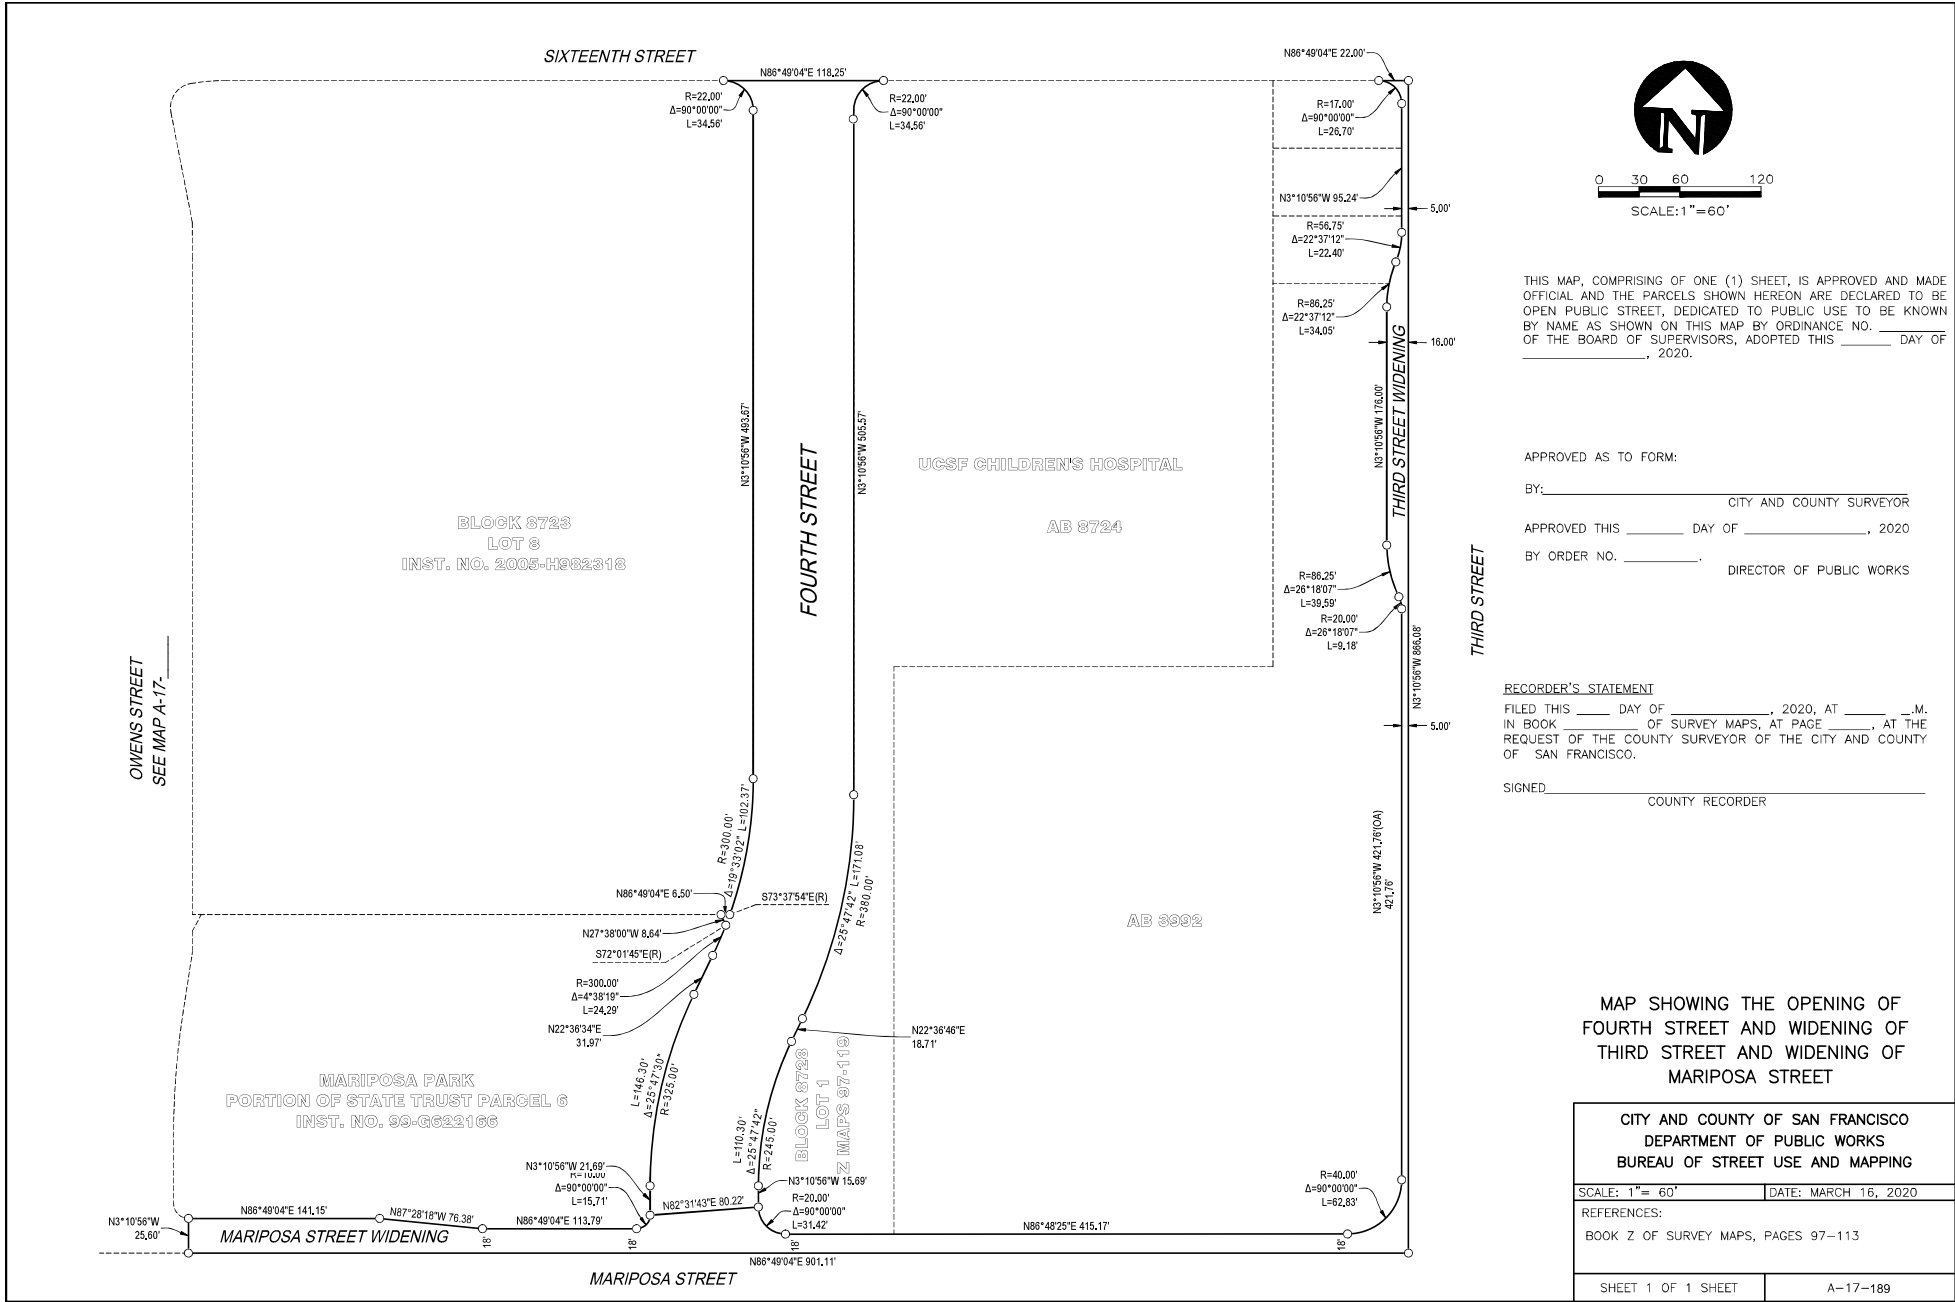 SIXTEENTH STREET
N86°49'04"E 118.25'
R=22.00'
Δ=90°00'00"
L=34.56'
R=22.00'
Δ=90°00'00"
L=34.56'
N86°49'04"E 22.00'
R=17.00'
Δ=90°00'00"
L=26.70'
N3°10'56"W 95.24'
5.00'
R=56.75'
Δ=22°37'12"
L=22.40'
R=86.25'
Δ=22°37'12"
L=34.05'
16.00'
THIRD STREET WIDENING
N3°10'56"W 176.00'
N3°10'56"W 493.67'
FOURTH STREET
N3°10'56"W 505.57'
UCSF CHILDREN'S HOSPITAL
AB 8724
BLOCK 8723
LOT 8
INST. NO. 2005-H982318
R=86.25'
Δ=26°18'07"
L=39.59'
R=20.00'
Δ=26°18'07"
L=9.18'
THIRD STREET
N3°10'56"W 866.08'
5.00'
OWENS STREET
SEE MAP A-17-____
R=300.00'
Δ=19°33'02" L=102.37'
Δ=25°47'42" L=171.08'
R=380.00'
N3°10'56"W 421.76'(OA)
421.76'
N86°49'04"E 6.50'
S73°37'54"E(R)
N27°38'00"W 8.64'
S72°01'45"E(R)
AB 3992
R=300.00'
Δ=4°38'19"
L=24.29'
N22°36'34"E
31.97'
N22°36'46"E
18.71'
MARIPOSA PARK
PORTION OF STATE TRUST PARCEL 6
INST. NO. 99-G622166
L=146.30'
Δ=25°47'30"
R=325.00'
L=110.30'
Δ=25°47'42"
R=245.00'
BLOCK 8728
LOT 1
Z MAPS 97-119
N3°10'56"W 21.69'
R=10.00'
Δ=90°00'00"
L=15.71'
N3°10'56"W 15.69'
R=20.00'
Δ=90°00'00"
L=31.42'
R=40.00'
Δ=90°00'00"
L=62.83'
N3°10'56"W
25.60'
N86°49'04"E 141.15'
N87°28'18"W 76.38'
N86°49'04"E 113.79'
N82°31'43"E 80.22'
N86°48'25"E 415.17'
MARIPOSA STREET WIDENING
18'
18'
18'
18'
N86°49'04"E 901.11'
MARIPOSA STREET
N
0 30 60 120
SCALE:1"=60'
THIS MAP, COMPRISING OF ONE (1) SHEET, IS APPROVED AND MADE
OFFICIAL AND THE PARCELS SHOWN HEREON ARE DECLARED TO BE
OPEN PUBLIC STREET, DEDICATED TO PUBLIC USE TO BE KNOWN
BY NAME AS SHOWN ON THIS MAP BY ORDINANCE NO. ________
OF THE BOARD OF SUPERVISORS, ADOPTED THIS ______ DAY OF
______________, 2020.
APPROVED AS TO FORM:
BY:____________________
CITY AND COUNTY SURVEYOR
APPROVED THIS _______ DAY OF ______________, 2020
BY ORDER NO. _________.
DIRECTOR OF PUBLIC WORKS
RECORDER'S STATEMENT
FILED THIS ____ DAY OF ____________, 2020, AT _____ _.M.
IN BOOK _________ OF SURVEY MAPS, AT PAGE _____, AT THE
REQUEST OF THE COUNTY SURVEYOR OF THE CITY AND COUNTY
OF SAN FRANCISCO.
SIGNED____________________
COUNTY RECORDER
MAP SHOWING THE OPENING OF
FOURTH STREET AND WIDENING OF
THIRD STREET AND WIDENING OF
MARIPOSA STREET
CITY AND COUNTY OF SAN FRANCISCO
DEPARTMENT OF PUBLIC WORKS
BUREAU OF STREET USE AND MAPPING
SCALE: 1"= 60'
DATE: MARCH 16, 2020
REFERENCES:
BOOK Z OF SURVEY MAPS, PAGES 97-113
SHEET 1 OF 1 SHEET
A-17-189